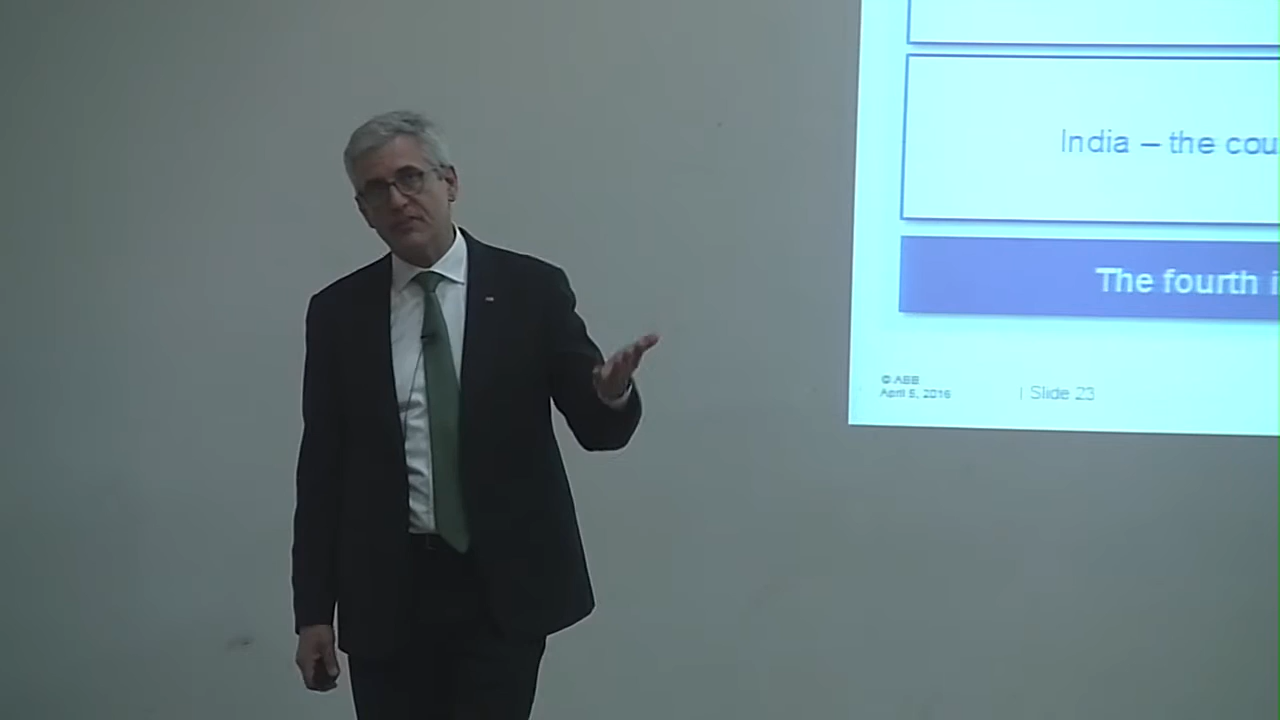 India – the cou
The fourth i
© ABB
April 5, 2016
| Slide 23